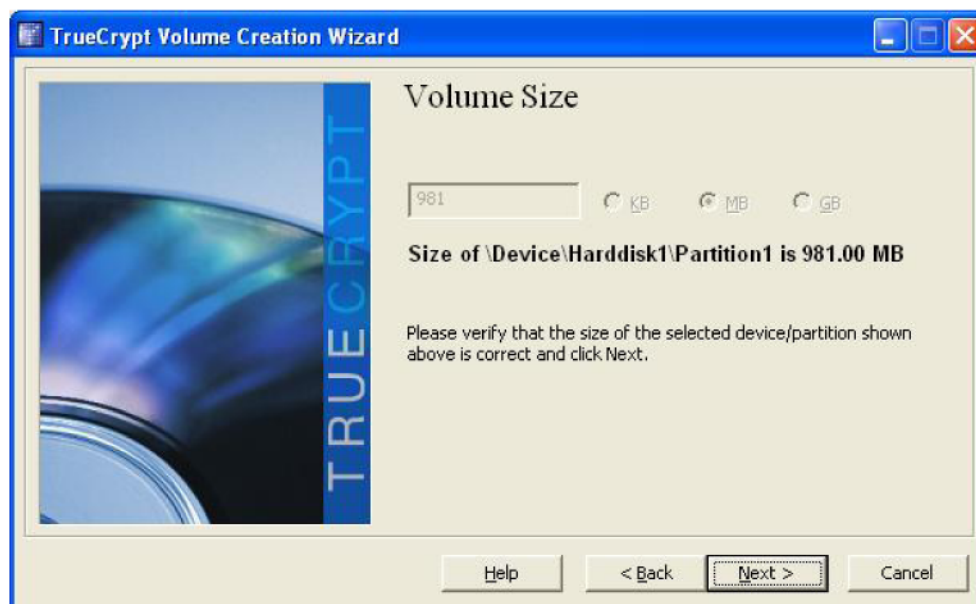 TrueCrypt Volume Creation Wizard
TRUECRYPT
Volume Size
981 KB MB GB
Size of \Device\Harddisk1\Partition1 is 981.00 MB
Please verify that the size of the selected device/partition shown
above is correct and click Next.
Help < Back Next > Cancel